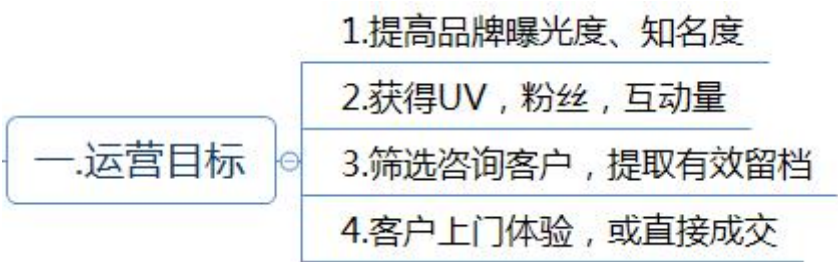 一.运营目标
1.提高品牌曝光度、知名度
2.获得UV，粉丝，互动量
3.筛选咨询客户，提取有效留档
4.客户上门体验，或直接成交